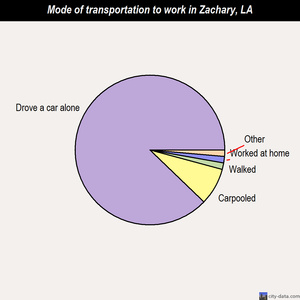 Mode of transportation to work in Zachary, LA
Drove a car alone
Other
Worked at home
Walked
Carpooled
city-data.com